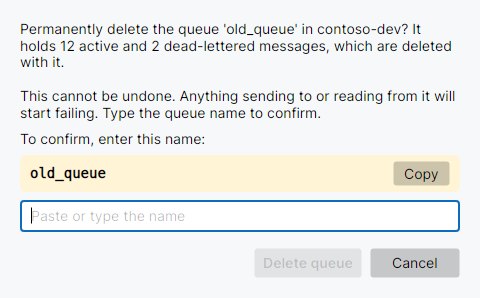 Permanently delete the queue 'old_queue' in contoso-dev? It
holds 12 active and 2 dead-lettered messages, which are deleted
with it.
This cannot be undone. Anything sending to or reading from it will
start failing. Type the queue name to confirm.
To confirm, enter this name:
old_queue
Copy
Paste or type the name
Delete queue
Cancel